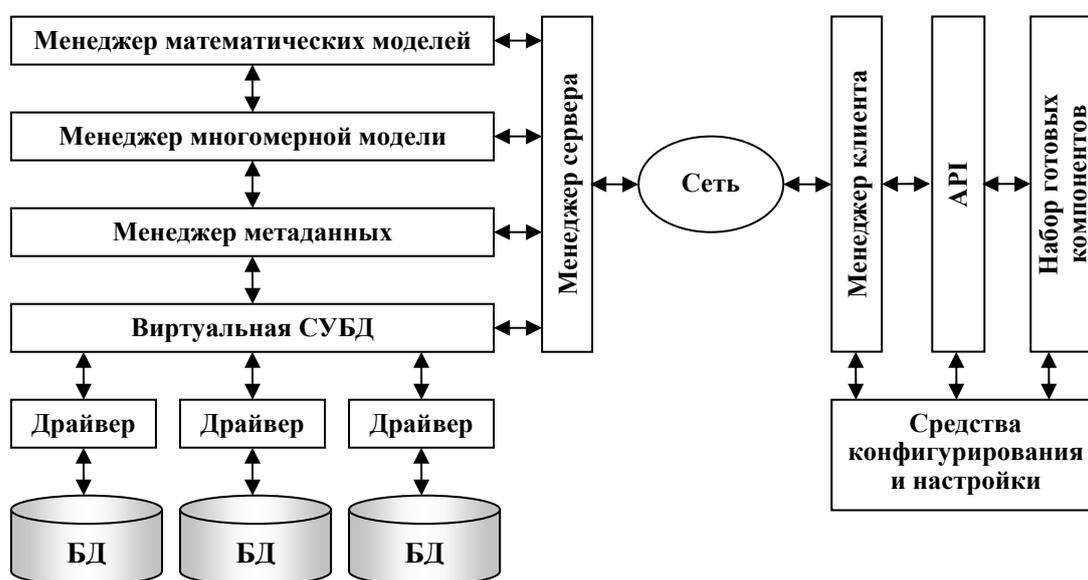 Менеджер математических моделей
Менеджер многомерной модели
Менеджер метаданных
Виртуальная СУБД
Драйвер
Драйвер
Драйвер
БД
БД
БД
Менеджер сервера
Сеть
Менеджер клиента
API
Набор готовых
компонентов
Средства
конфигурирования
и настройки